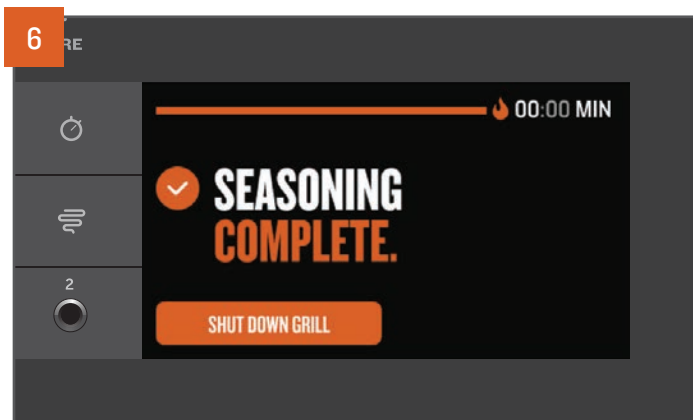 6
RE
00:00 MIN
SEASONING
COMPLETE.
2
SHUT DOWN GRILL